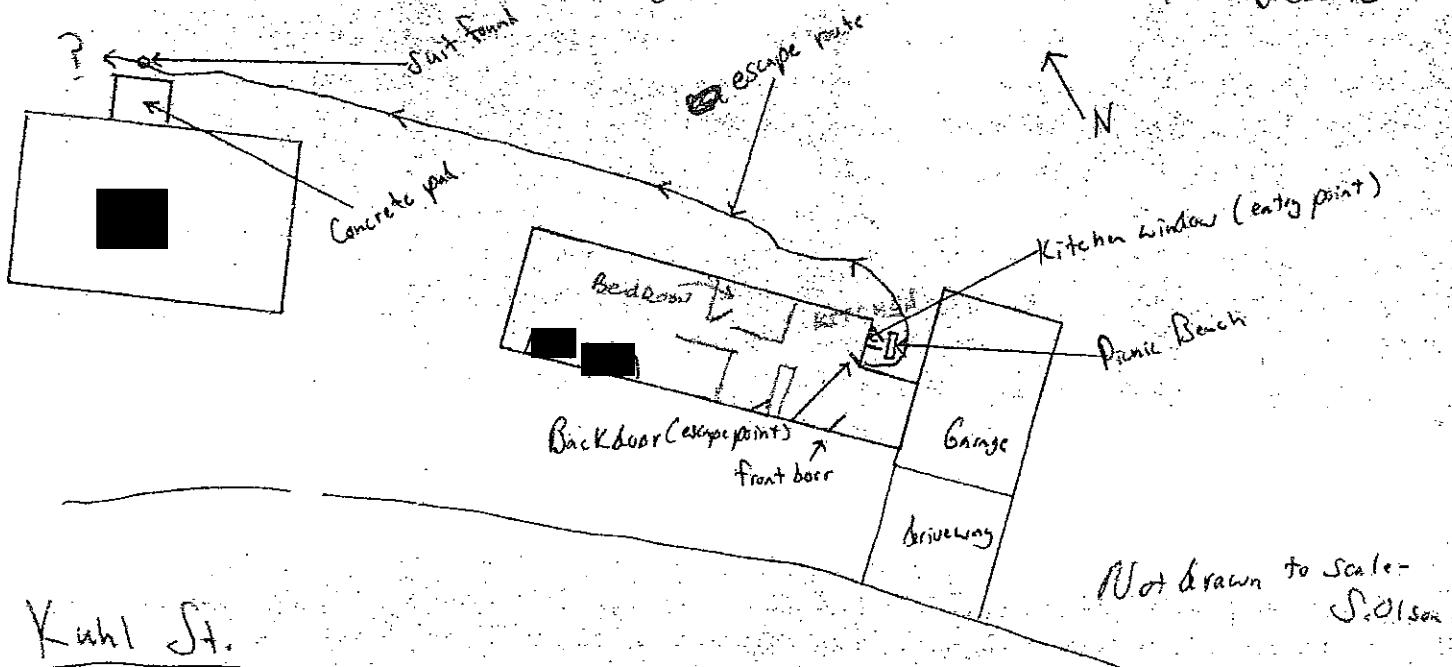 ?
Suit found
escape route
N
Concrete pad
Kitchen window (entry point)
BedRoom
KITCHEN
Picnic Bench
Backdoor (escape point)
front door
Garage
driveway
Not drawn to scale-
S. Olson
Kuhl St.